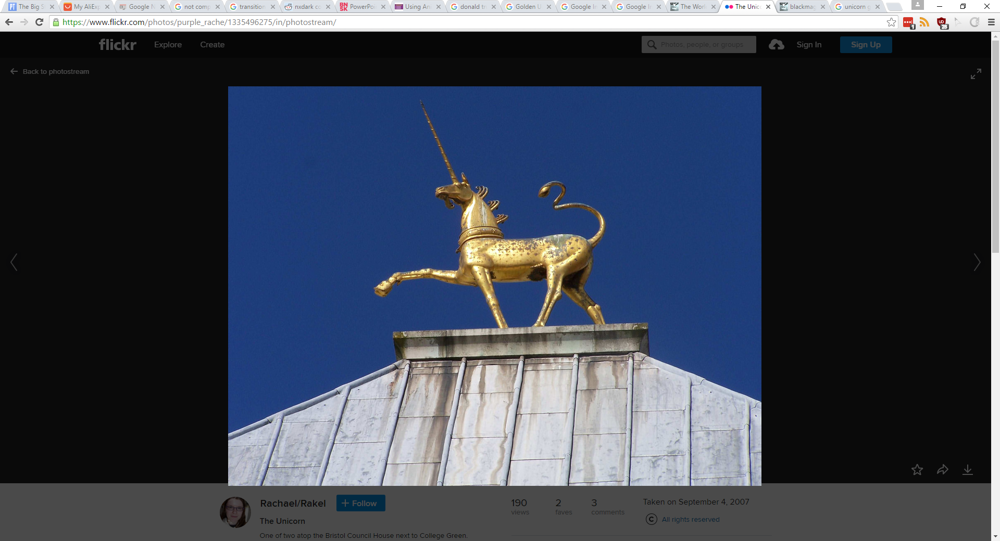 The Big S
My AliExp
Google N
not comp
transition
nxdark co
PowerPoi
Using An
donald tr
Golden U
Google I
Google I
The Worl
The Unic
blackmag
unicorn g
https://www.flickr.com/photos/purple_rache/1335496275/in/photostream/
flickr
Explore
Create
Photos, people, or groups
Sign In
Sign Up
Back to photostream
Rachael/Rakel
+ Follow
190
views
2
faves
3
comments
Taken on September 4, 2007
The Unicorn
© All rights reserved
One of two atop the Bristol Council House next to College Green.